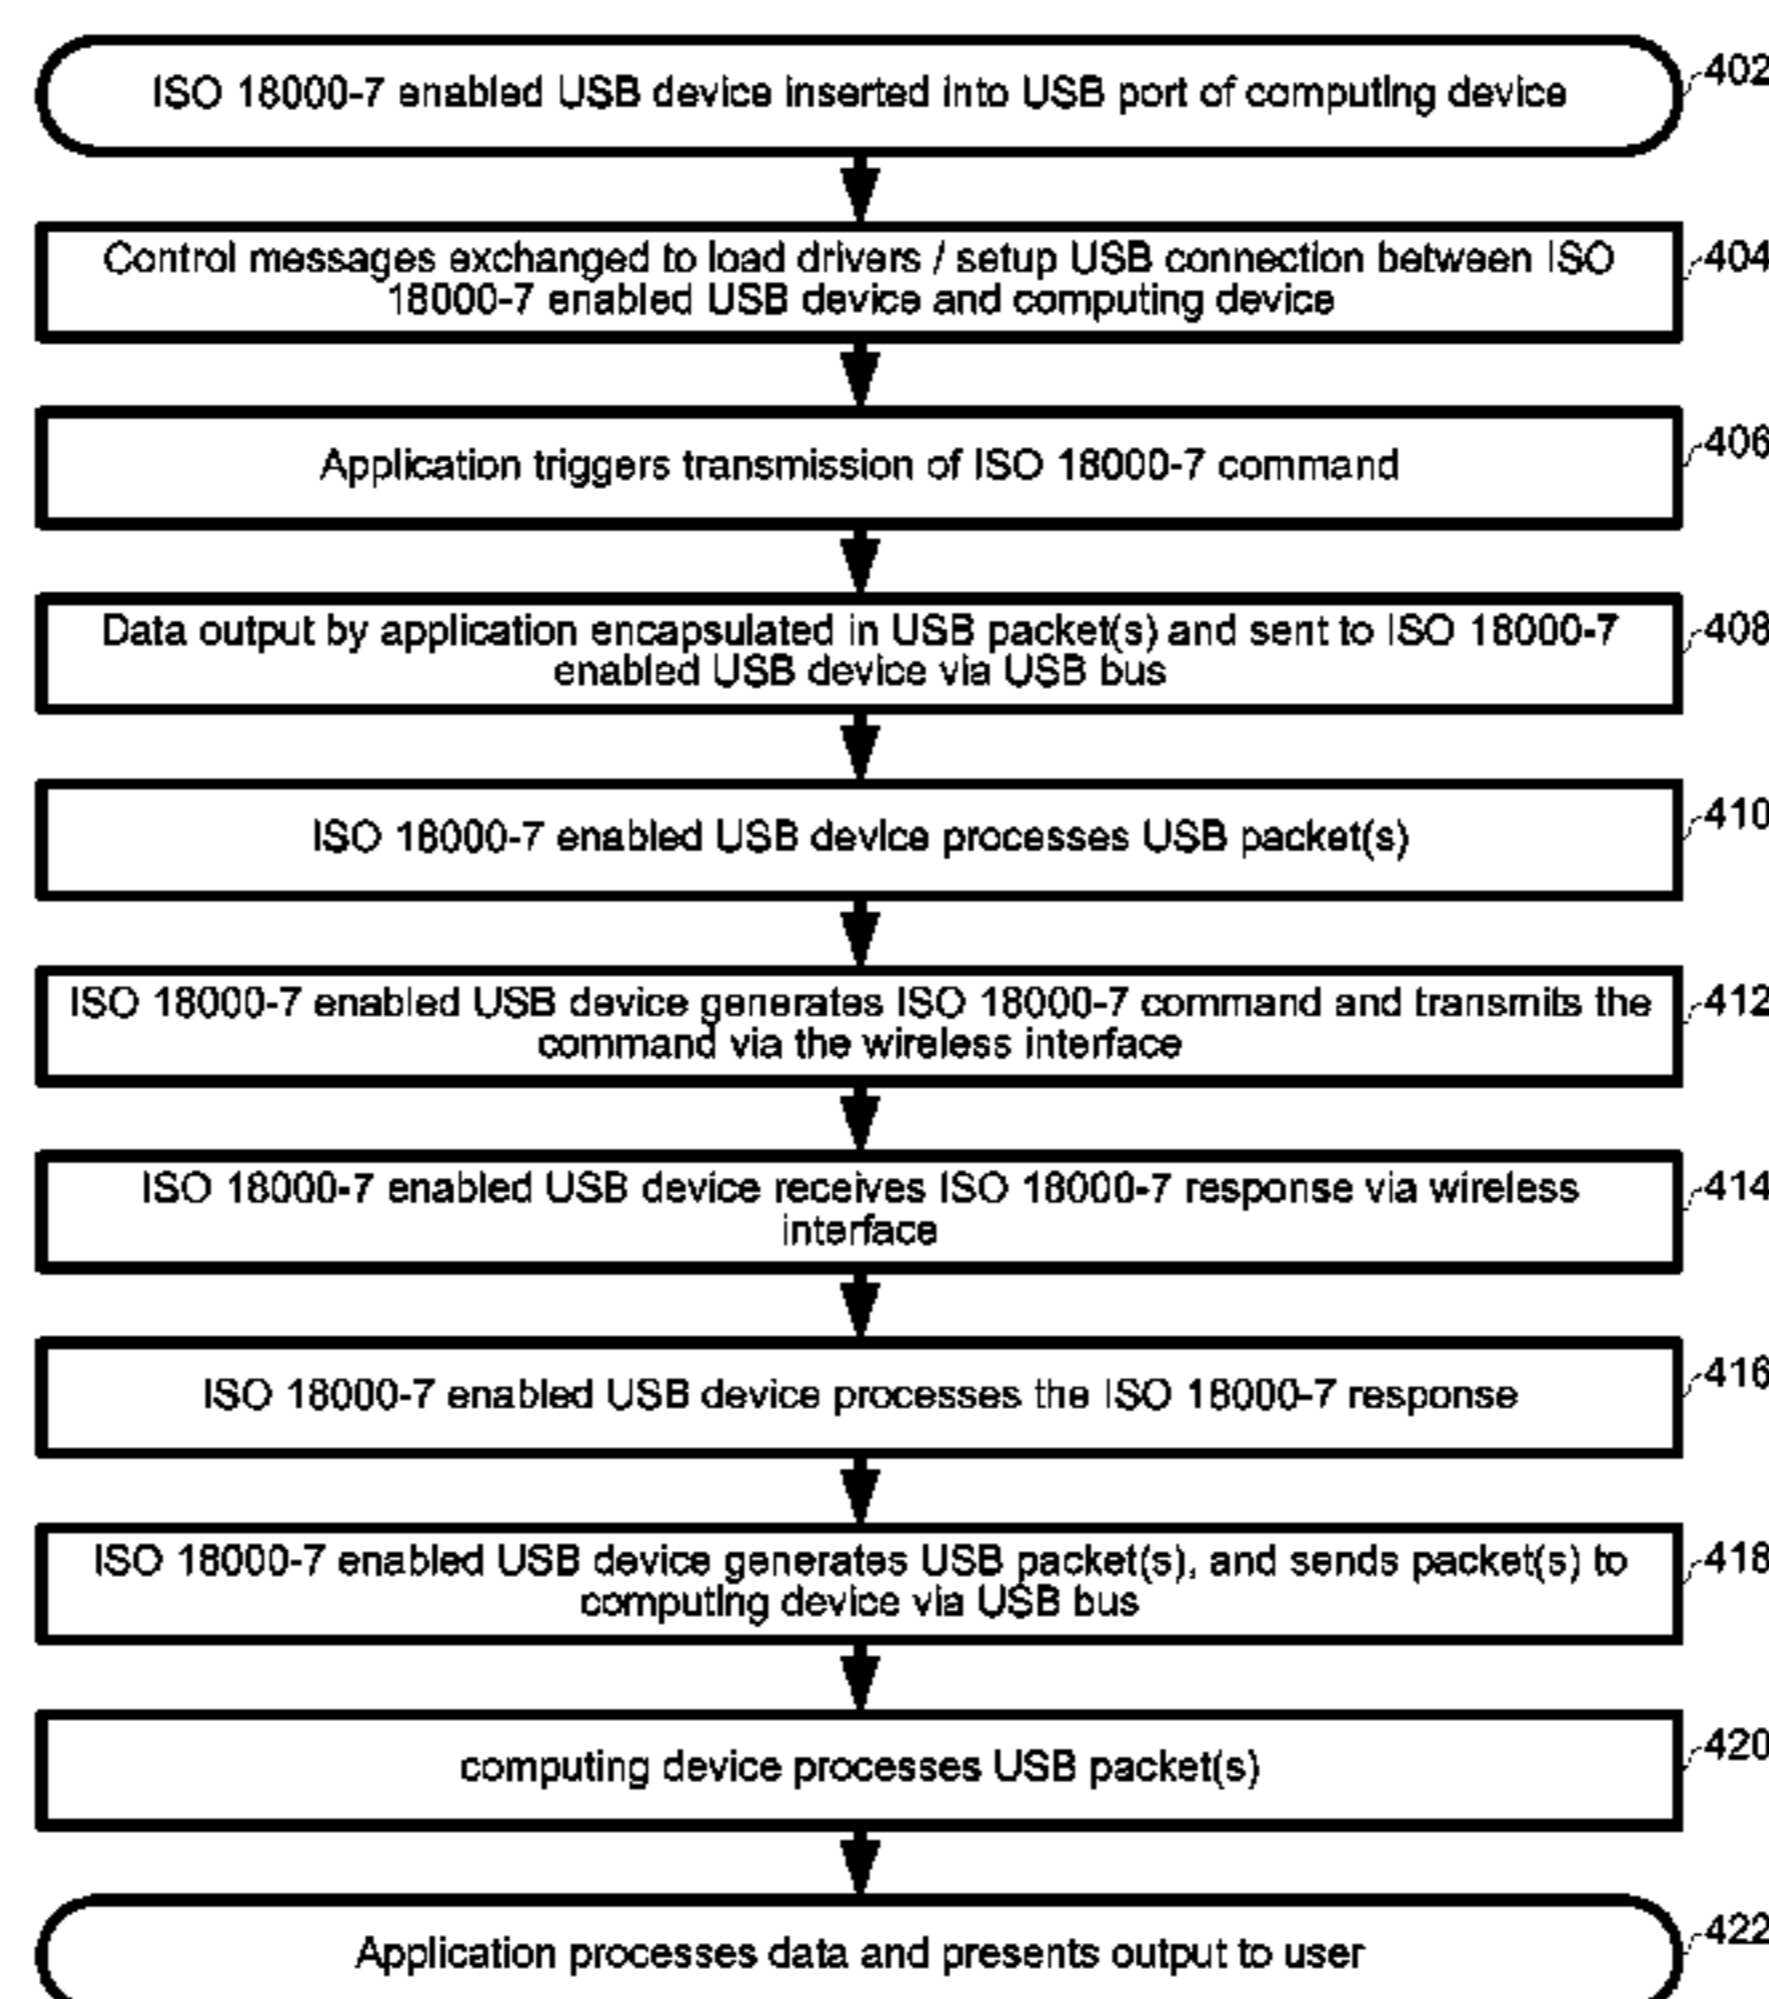 ISO 18000-7 enabled USB device inserted into USB port of computing device
402
Control messages exchanged to load drivers / setup USB connection between ISO
18000-7 enabled USB device and computing device
404
Application triggers transmission of ISO 18000-7 command
406
Data output by application encapsulated in USB packet(s) and sent to ISO 18000-7
enabled USB device via USB bus
408
ISO 18000-7 enabled USB device processes USB packet(s)
410
ISO 18000-7 enabled USB device generates ISO 18000-7 command and transmits the
command via the wireless interface
412
ISO 18000-7 enabled USB device receives ISO 18000-7 response via wireless
interface
414
ISO 18000-7 enabled USB device processes the ISO 18000-7 response
416
ISO 18000-7 enabled USB device generates USB packet(s), and sends packet(s) to
computing device via USB bus
418
computing device processes USB packet(s)
420
Application processes data and presents output to user
422